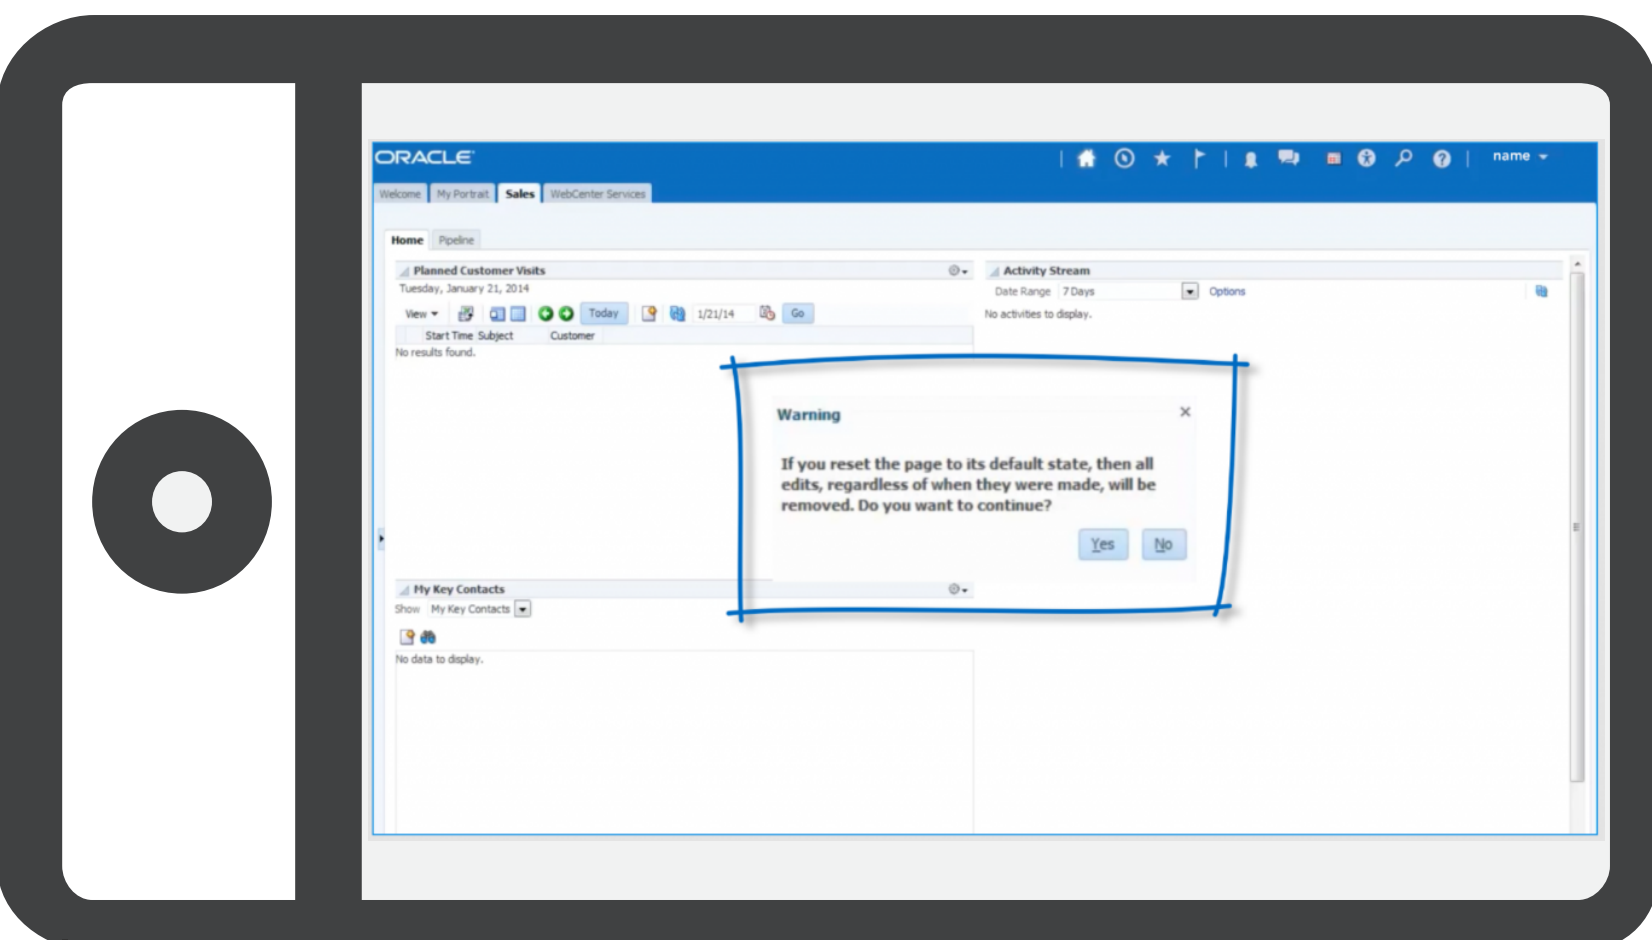 ORACLE
name
Welcome My Portrait Sales WebCenter Services
Home Pipeline
Planned Customer Visits
Tuesday, January 21, 2014
View Today 1/21/14 Go
Start Time Subject Customer
No results found.
Activity Stream
Date Range 7 Days Options
No activities to display.
Warning
If you reset the page to its default state, then all
edits, regardless of when they were made, will be
removed. Do you want to continue?
Yes No
My Key Contacts
Show My Key Contacts
No data to display.